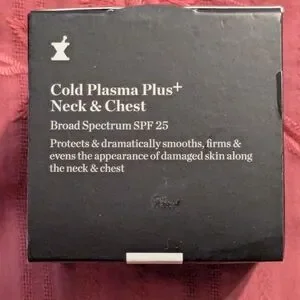 Cold Plasma Plus+
Neck & Chest
Broad Spectrum SPF 25
Protects & dramatically smooths, firms &
evens the appearance of damaged skin along
the neck & chest